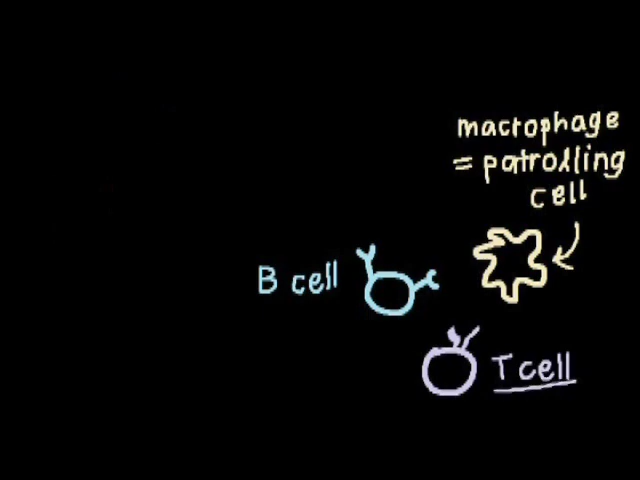 macrophage
= patrolling
cell
B cell
T cell